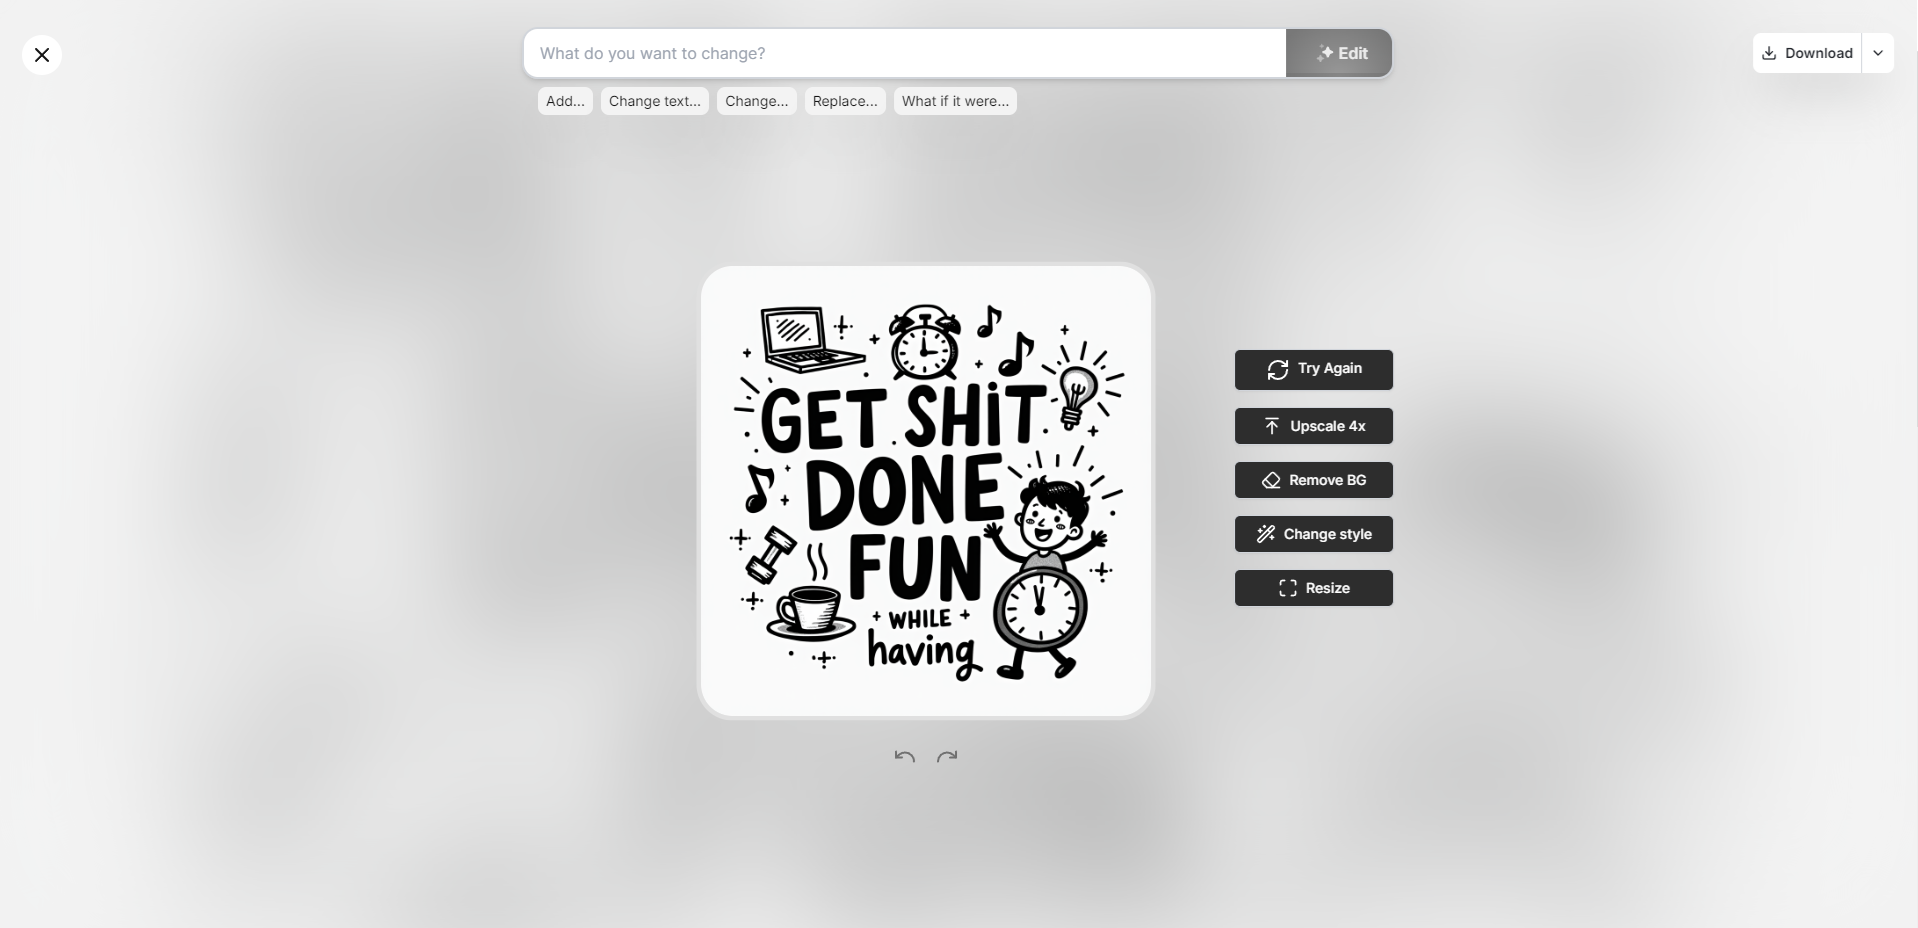 What do you want to change?
Edit
Download
Add...
Change text...
Change...
Replace...
What if it were...
GET SHiT
DONE
FUN
WHILE
having
Try Again
Upscale 4x
Remove BG
Change style
Resize